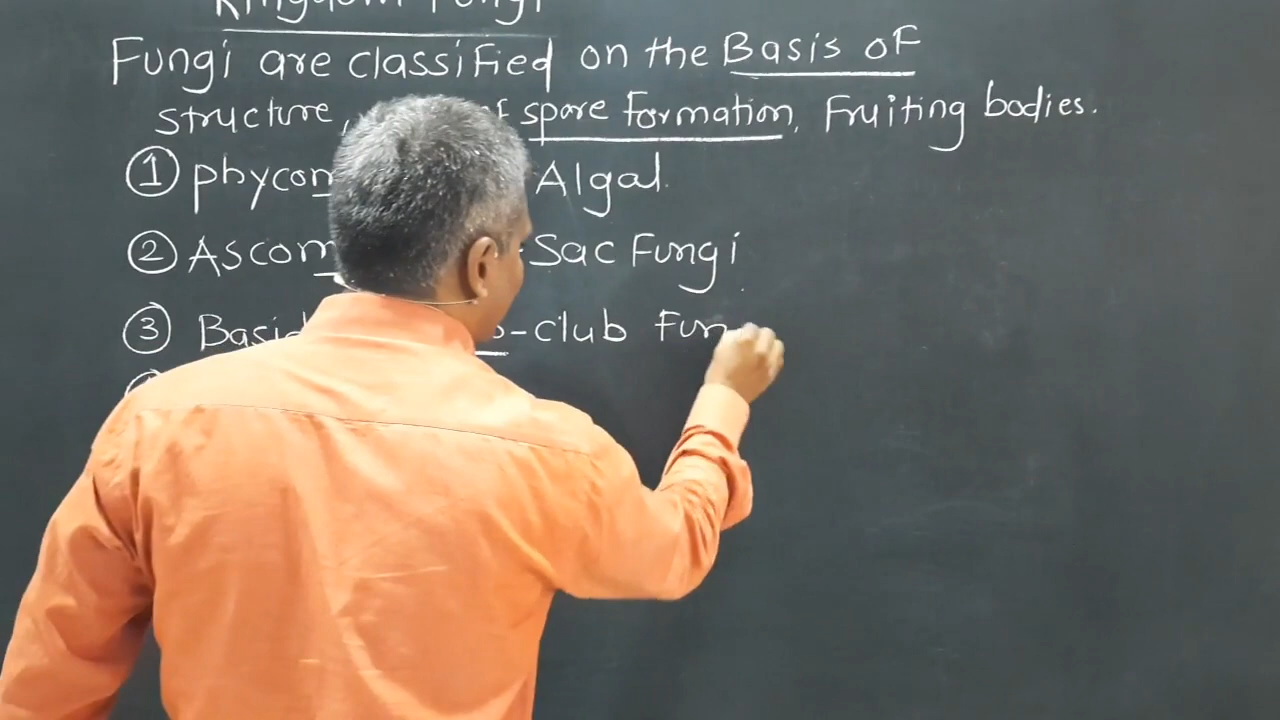 Kingdom Fungi
Fungi are classified on the Basis of
structure, of spore formation, Fruiting bodies.
① phycom Algal
② Ascom - Sac Fungi
③ Basid - club Fun